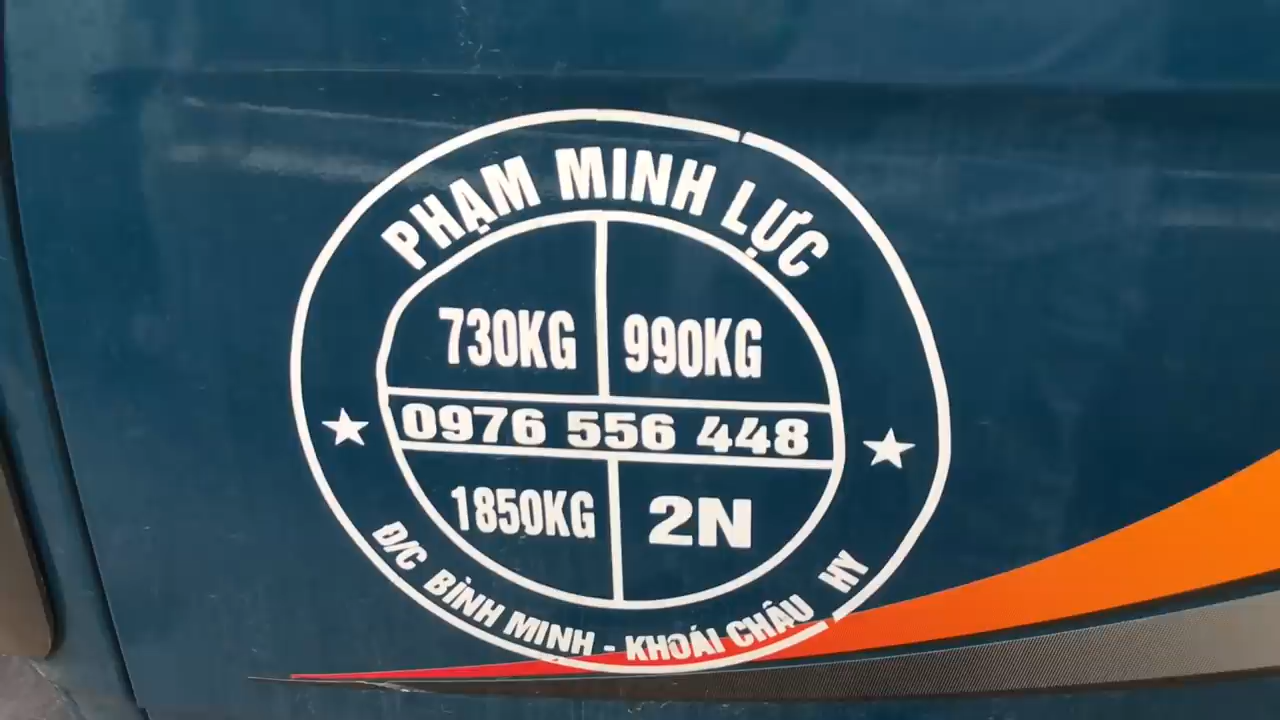 PHẠM MINH LỰC
730KG 990KG
0976 556 448
1850KG 2N
Đ/C BÌNH MINH - KHOÁI CHÂU HY